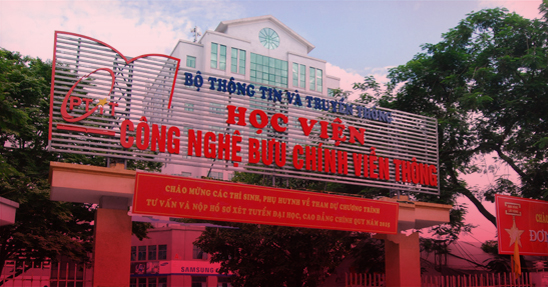 BỘ THÔNG TIN VÀ TRUYỀN THÔNG
HỌC VIỆN
CÔNG NGHỆ BƯU CHÍNH VIỄN THÔNG
PTIT
CHÀO MỪNG CÁC THÍ SINH, PHỤ HUYNH VỀ THAM DỰ CHƯƠNG TRÌNH
TƯ VẤN VÀ NỘP HỒ SƠ XÉT TUYỂN ĐẠI HỌC, CAO ĐẲNG CHÍNH QUY NĂM
SAMSUNG